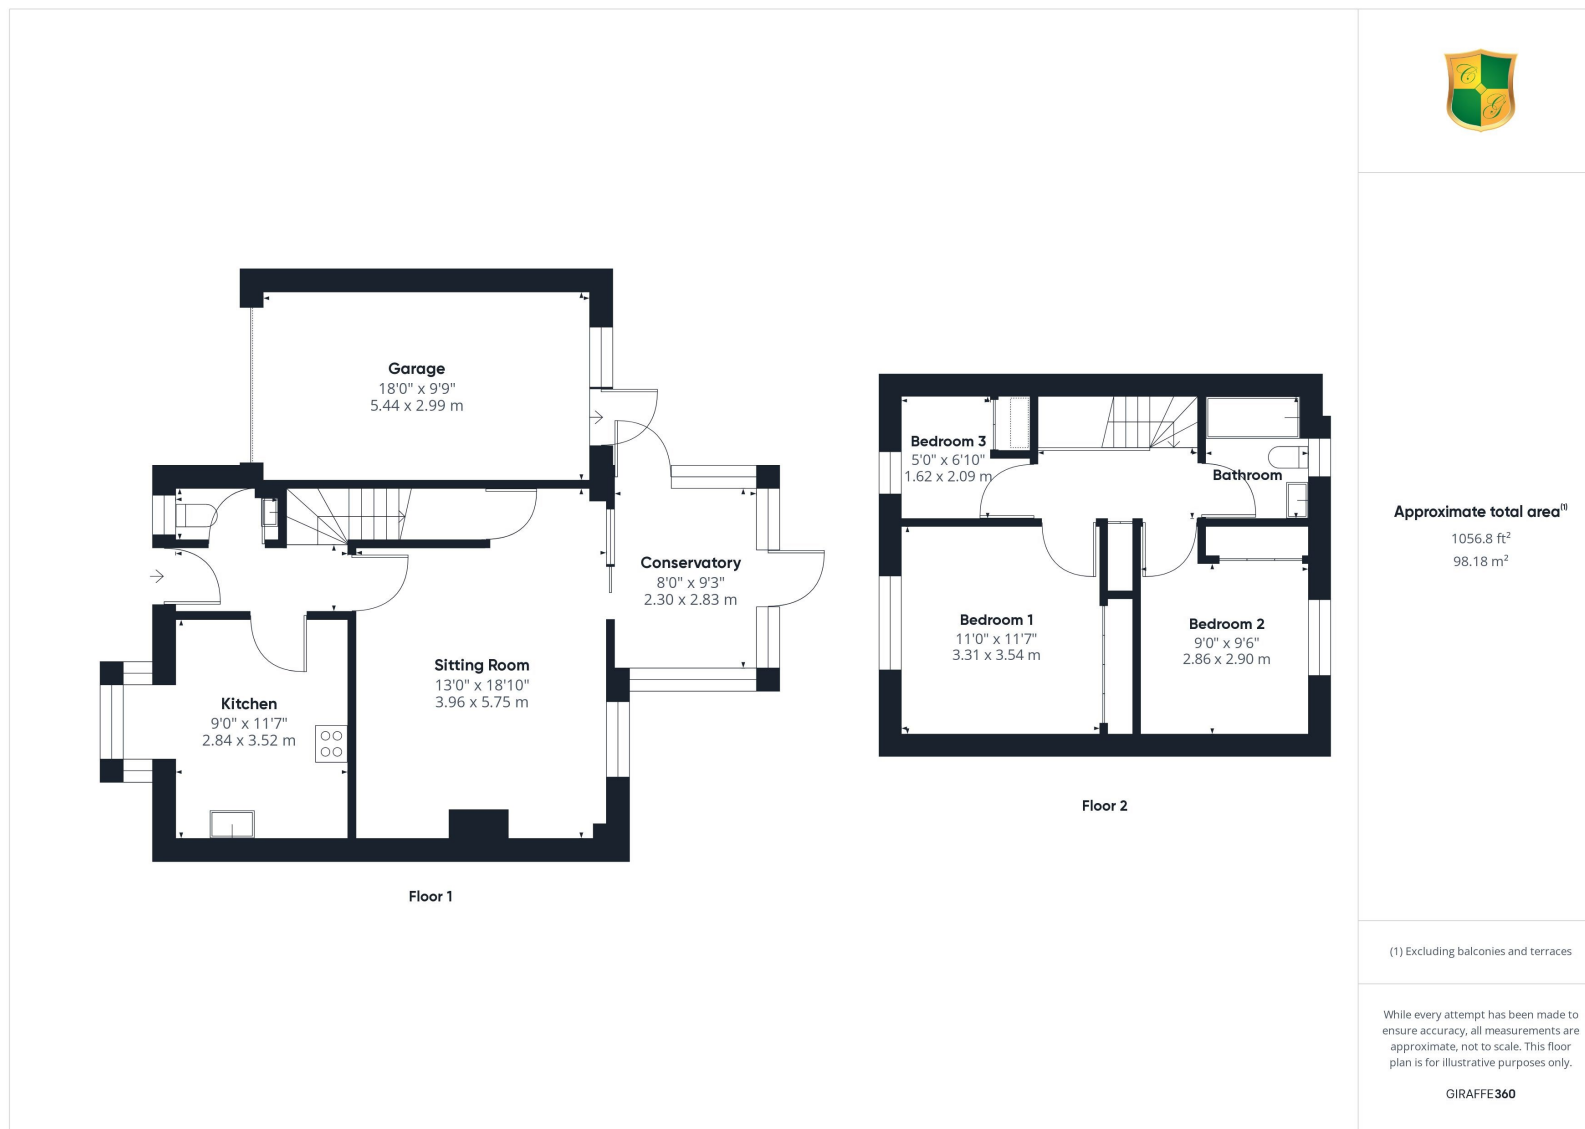 Garage
18'0" x 9'9"
5.44 x 2.99 m
Conservatory
8'0" x 9'3"
2.30 x 2.83 m
Sitting Room
13'0" x 18'10"
3.96 x 5.75 m
Kitchen
9'0" x 11'7"
2.84 x 3.52 m
Floor 1
Bedroom 3
5'0" x 6'10"
1.62 x 2.09 m
Bathroom
Bedroom 1
11'0" x 11'7"
3.31 x 3.54 m
Bedroom 2
9'0" x 9'6"
2.86 x 2.90 m
Floor 2
C
G
Approximate total area(1)
1056.8 ft²
98.18 m²
(1) Excluding balconies and terraces
While every attempt has been made to
ensure accuracy, all measurements are
approximate, not to scale. This floor
plan is for illustrative purposes only.
GIRAFFE360